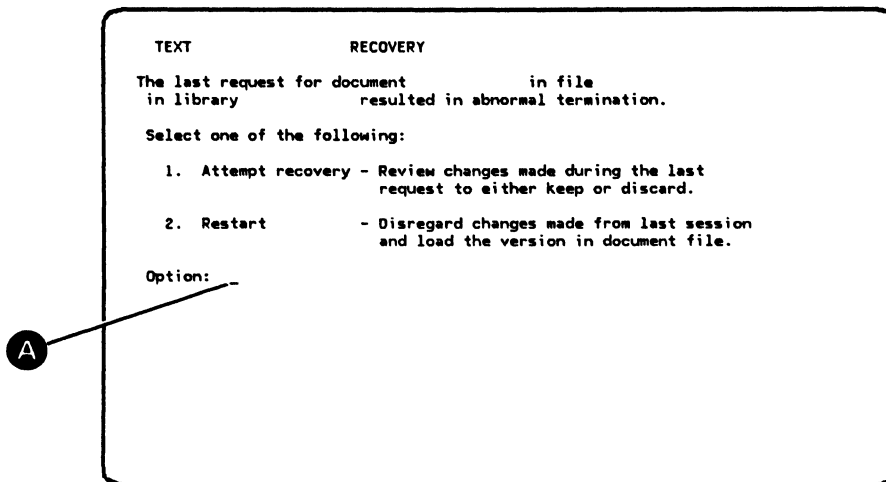 TEXT RECOVERY
The last request for document in file
in library resulted in abnormal termination.
Select one of the following:
1. Attempt recovery - Review changes made during the last
request to either keep or discard.
2. Restart - Disregard changes made from last session
and load the version in document file.
Option: _
A